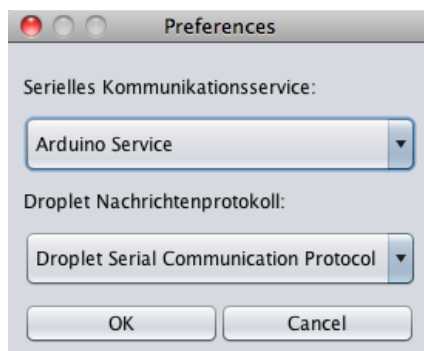 Preferences
Serielles Kommunikationsservice:
Arduino Service
Droplet Nachrichtenprotokoll:
Droplet Serial Communication Protocol
OK Cancel